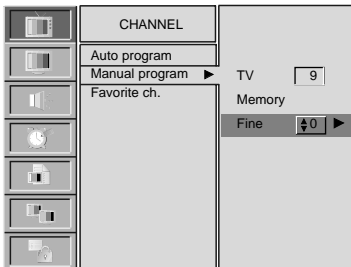 CHANNEL
Auto program
Manual program
Favorite ch.
TV 9
Memory
Fine 0